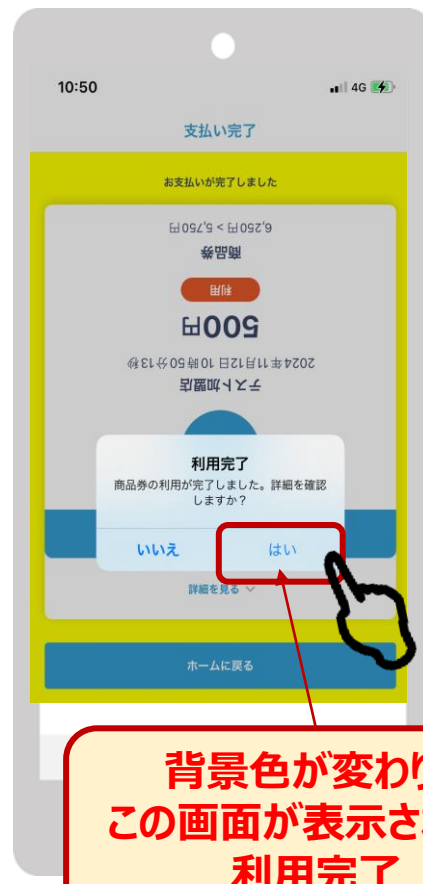 10:50
4G
支払い完了
お支払いが完了しました
6,250円 > 5,750円
商品券
利用
500円
2024年11月12日 10時50分13秒
テスト加盟店
利用完了
商品券の利用が完了しました。詳細を確認
しますか？
いいえ
はい
詳細を見る
ホームに戻る
背景色が変わり
この画面が表示さ
利用完了